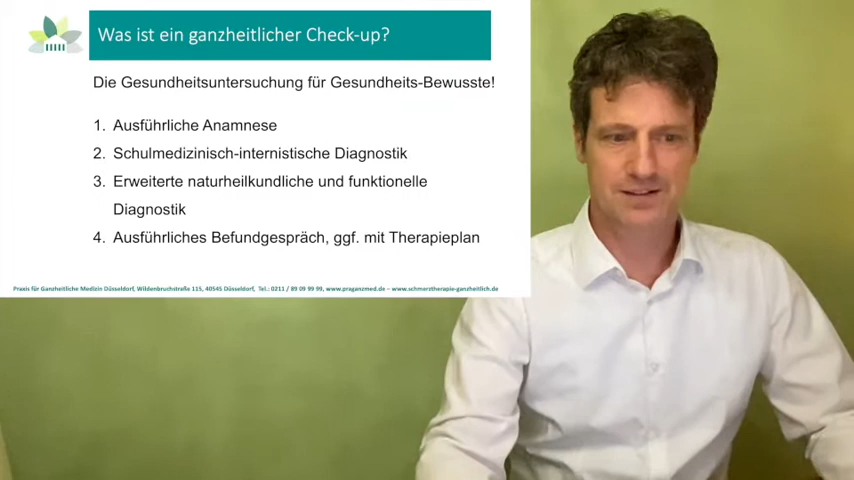 Was ist ein ganzheitlicher Check-up?
Die Gesundheitsuntersuchung für Gesundheits-Bewusste!
1. Ausführliche Anamnese
2. Schulmedizinisch-internistische Diagnostik
3. Erweiterte naturheilkundliche und funktionelle
Diagnostik
4. Ausführliches Befundgespräch, ggf. mit Therapieplan
Praxis für Ganzheitliche Medizin Düsseldorf, Wildenbruchstraße 115, 40545 Düsseldorf, Tel.: 0211 / 89 09 99 99, www.praganzmed.de – www.schmerztherapie-ganzheitlich.de